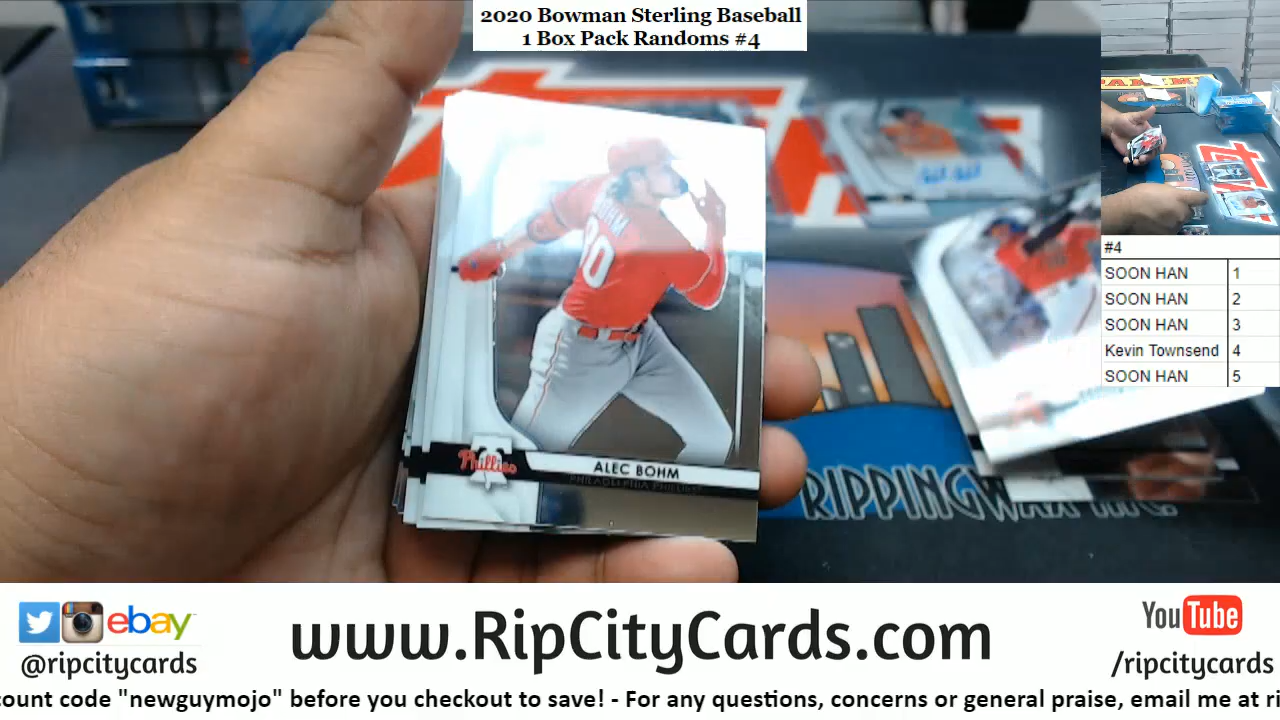 2020 Bowman Sterling Baseball
1 Box Pack Randoms #4
#4
SOON HAN 1
SOON HAN 2
SOON HAN 3
Kevin Townsend 4
SOON HAN 5
80
Phillies
ALEC BOHM
PHILADELPHIA PHILLIES
RIPPINGWAX INC.
ebay
@ripcitycards
www.RipCityCards.com
YouTube
/ripcitycards
count code "newguymojo" before you checkout to save! - For any questions, concerns or general praise, email me at ri